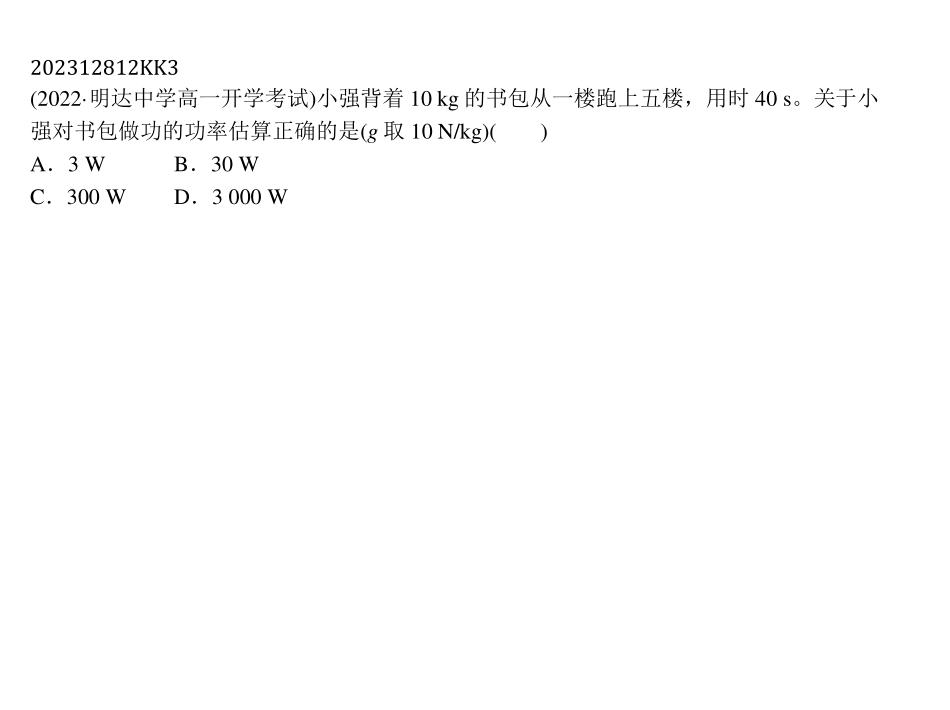 202312812KK3
(2022·明达中学高一开学考试)小强背着 10 kg 的书包从一楼跑上五楼，用时 40 s。关于小
强对书包做功的功率估算正确的是(g 取 10 N/kg)(　　)
A．3 W　　B．30 W
C．300 W　　D．3 000 W